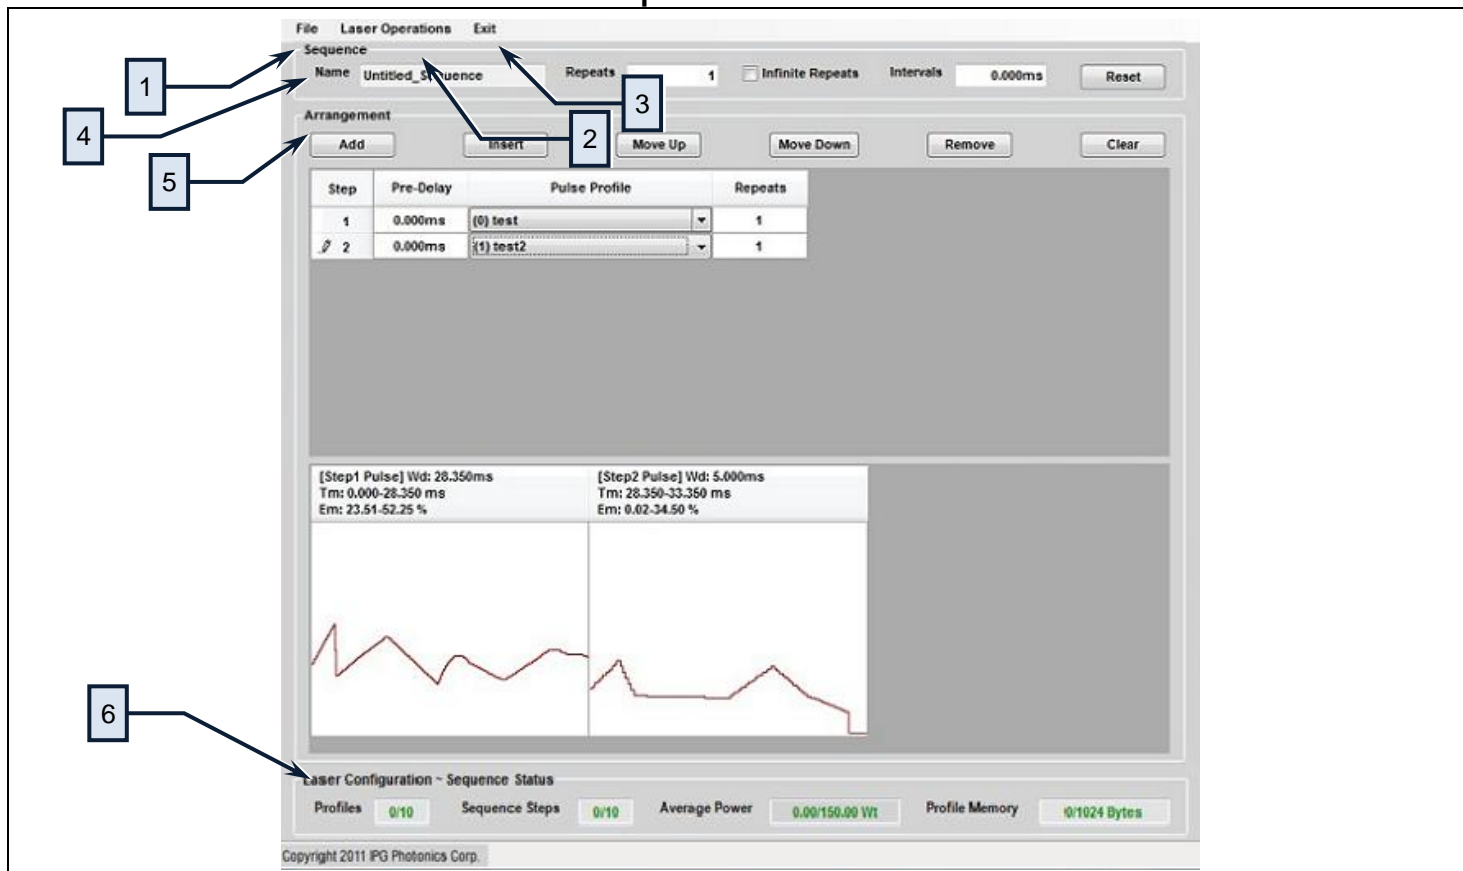 File Laser Operations Exit
Sequence
1
Name Untitled_Sequence Repeats 1 Infinite Repeats Intervals 0.000ms Reset
3
4
Arrangement
2
Add Insert Move Up Move Down Remove Clear
5
Step Pre-Delay Pulse Profile Repeats
1 0.000ms (0) test 1
2 0.000ms (1) test2 1
[Step1 Pulse] Wd: 28.350ms [Step2 Pulse] Wd: 5.000ms
Tm: 0.000-28.350 ms Tm: 28.350-33.350 ms
Em: 23.51-52.25 % Em: 0.02-34.50 %
6
Laser Configuration ~ Sequence Status
Profiles 0/10 Sequence Steps 0/10 Average Power 0.00/150.00 Wt Profile Memory 0/1024 Bytes
Copyright 2011 IPG Photonics Corp.